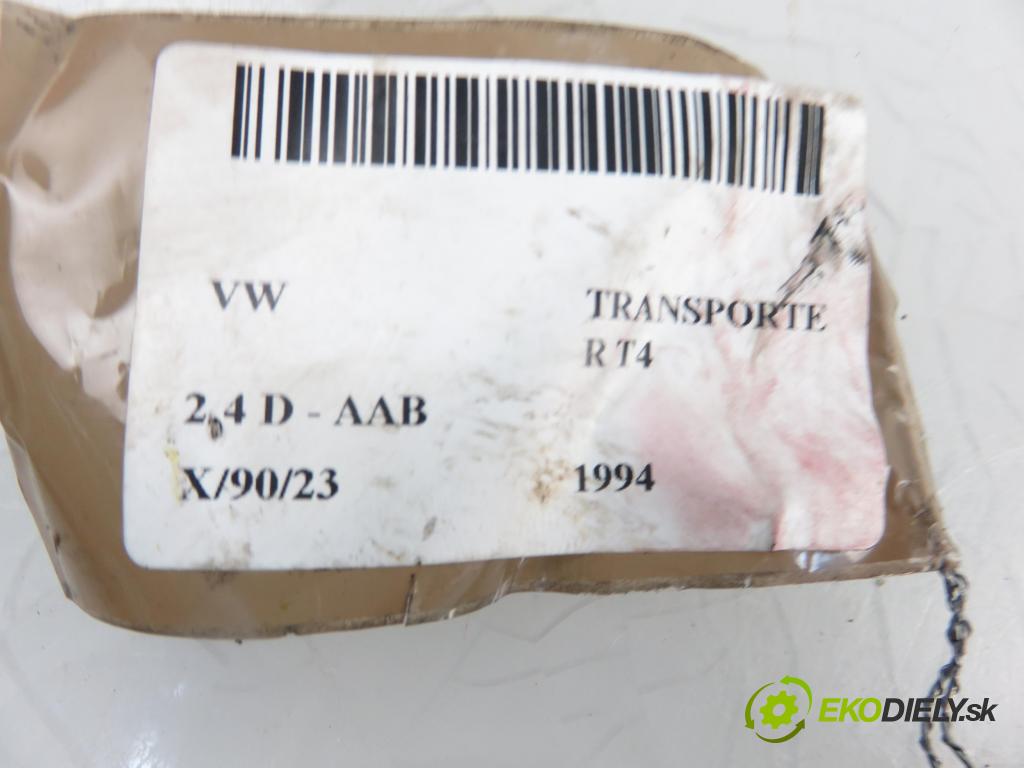 VW
TRANSPORTE
R T4
2,4 D - AAB
X/90/23
1994
EKODIELY.sk